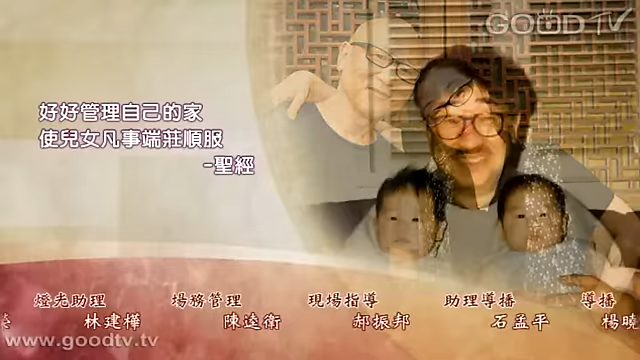 GOODTV
好好管理自己的家
使兒女凡事端莊順服
-聖經
燈光助理 場務管理 現場指導 助理導播 導播
林建樺 陳逵衛 郝振邦 石孟平 楊曉
www.goodtv.tv